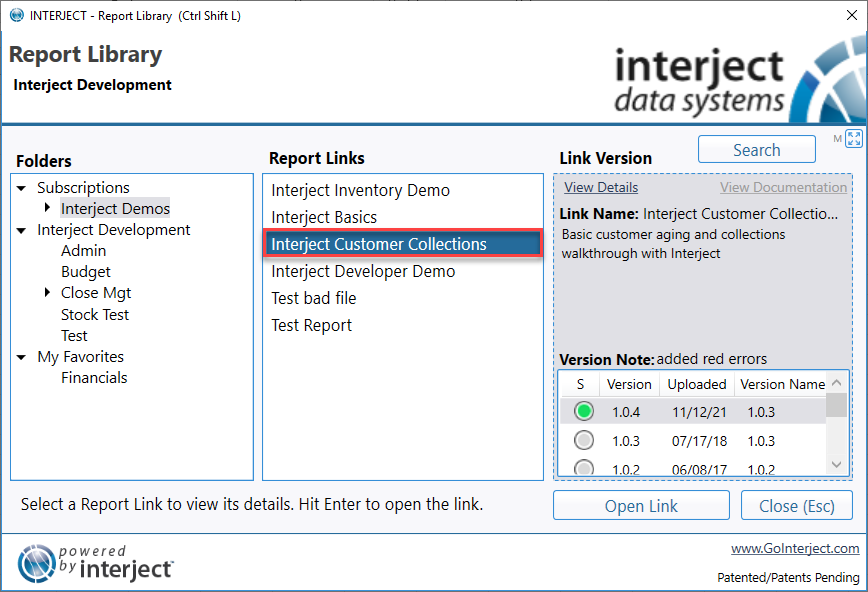 INTERJECT - Report Library (Ctrl Shift L)
Report Library
Interject Development
interject
data systems
Folders
Subscriptions
Interject Demos
Interject Development
Admin
Budget
Close Mgt
Stock Test
Test
My Favorites
Financials
Report Links
Interject Inventory Demo
Interject Basics
Interject Customer Collections
Interject Developer Demo
Test bad file
Test Report
Search
M
Link Version
View Details View Documentation
Link Name: Interject Customer Collectio...
Basic customer aging and collections
walkthrough with Interject
Version Note: added red errors
S Version Uploaded Version Name
1.0.4 11/12/21 1.0.3
1.0.3 07/17/18 1.0.3
1.0.2 06/08/17 1.0.2
Select a Report Link to view its details. Hit Enter to open the link.
Open Link Close (Esc)
powered
by interject
www.GoInterject.com
Patented/Patents Pending